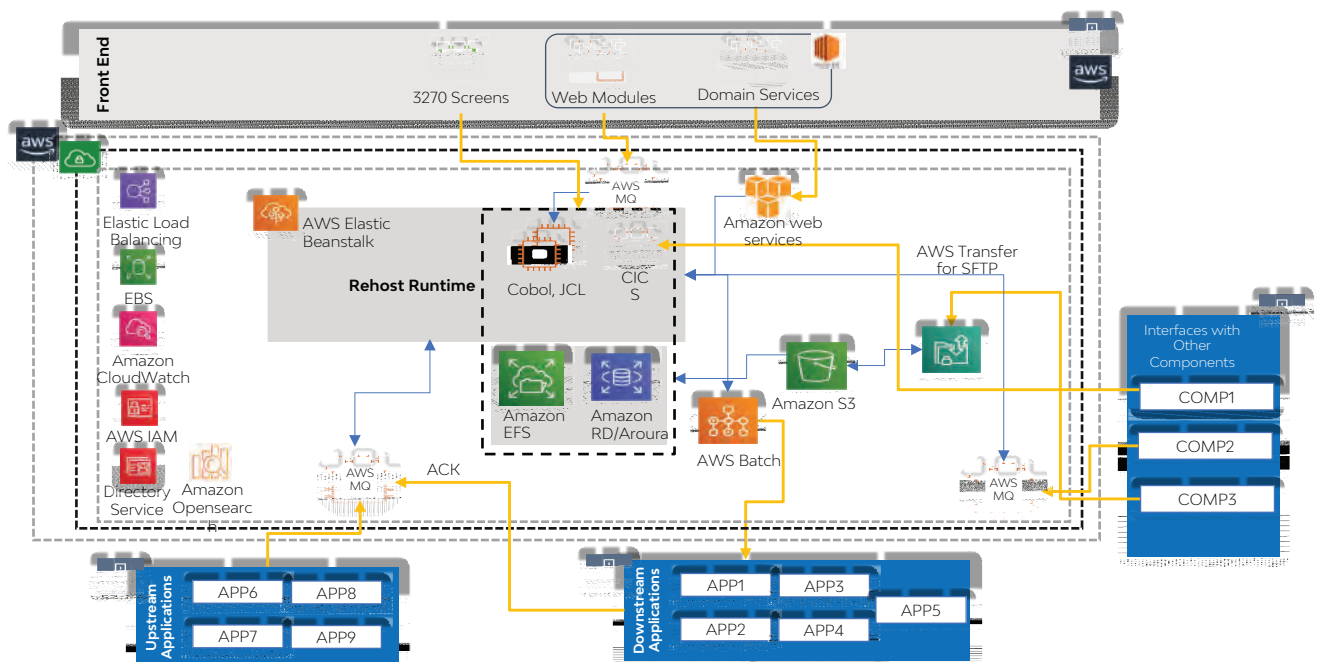 Front End
3270 Screens
Web Modules
Domain Services
aws
aws
AWS
MQ
Elastic Load
Balancing
AWS Elastic
Beanstalk
Amazon web
services
EBS
Rehost Runtime
Cobol, JCL
CIC
S
AWS Transfer
for SFTP
Amazon
CloudWatch
Amazon S3
AWS IAM
Amazon
EFS
Amazon
RD/Aroura
AWS Batch
Directory
Service
Amazon
Opensearc
h
AWS
MQ
ACK
AWS
MQ
Interfaces with
Other
Components
COMP1
COMP2
COMP3
Upstream
Applications
APP6
APP8
APP7
APP9
Downstream
Applications
APP1
APP3
APP5
APP2
APP4